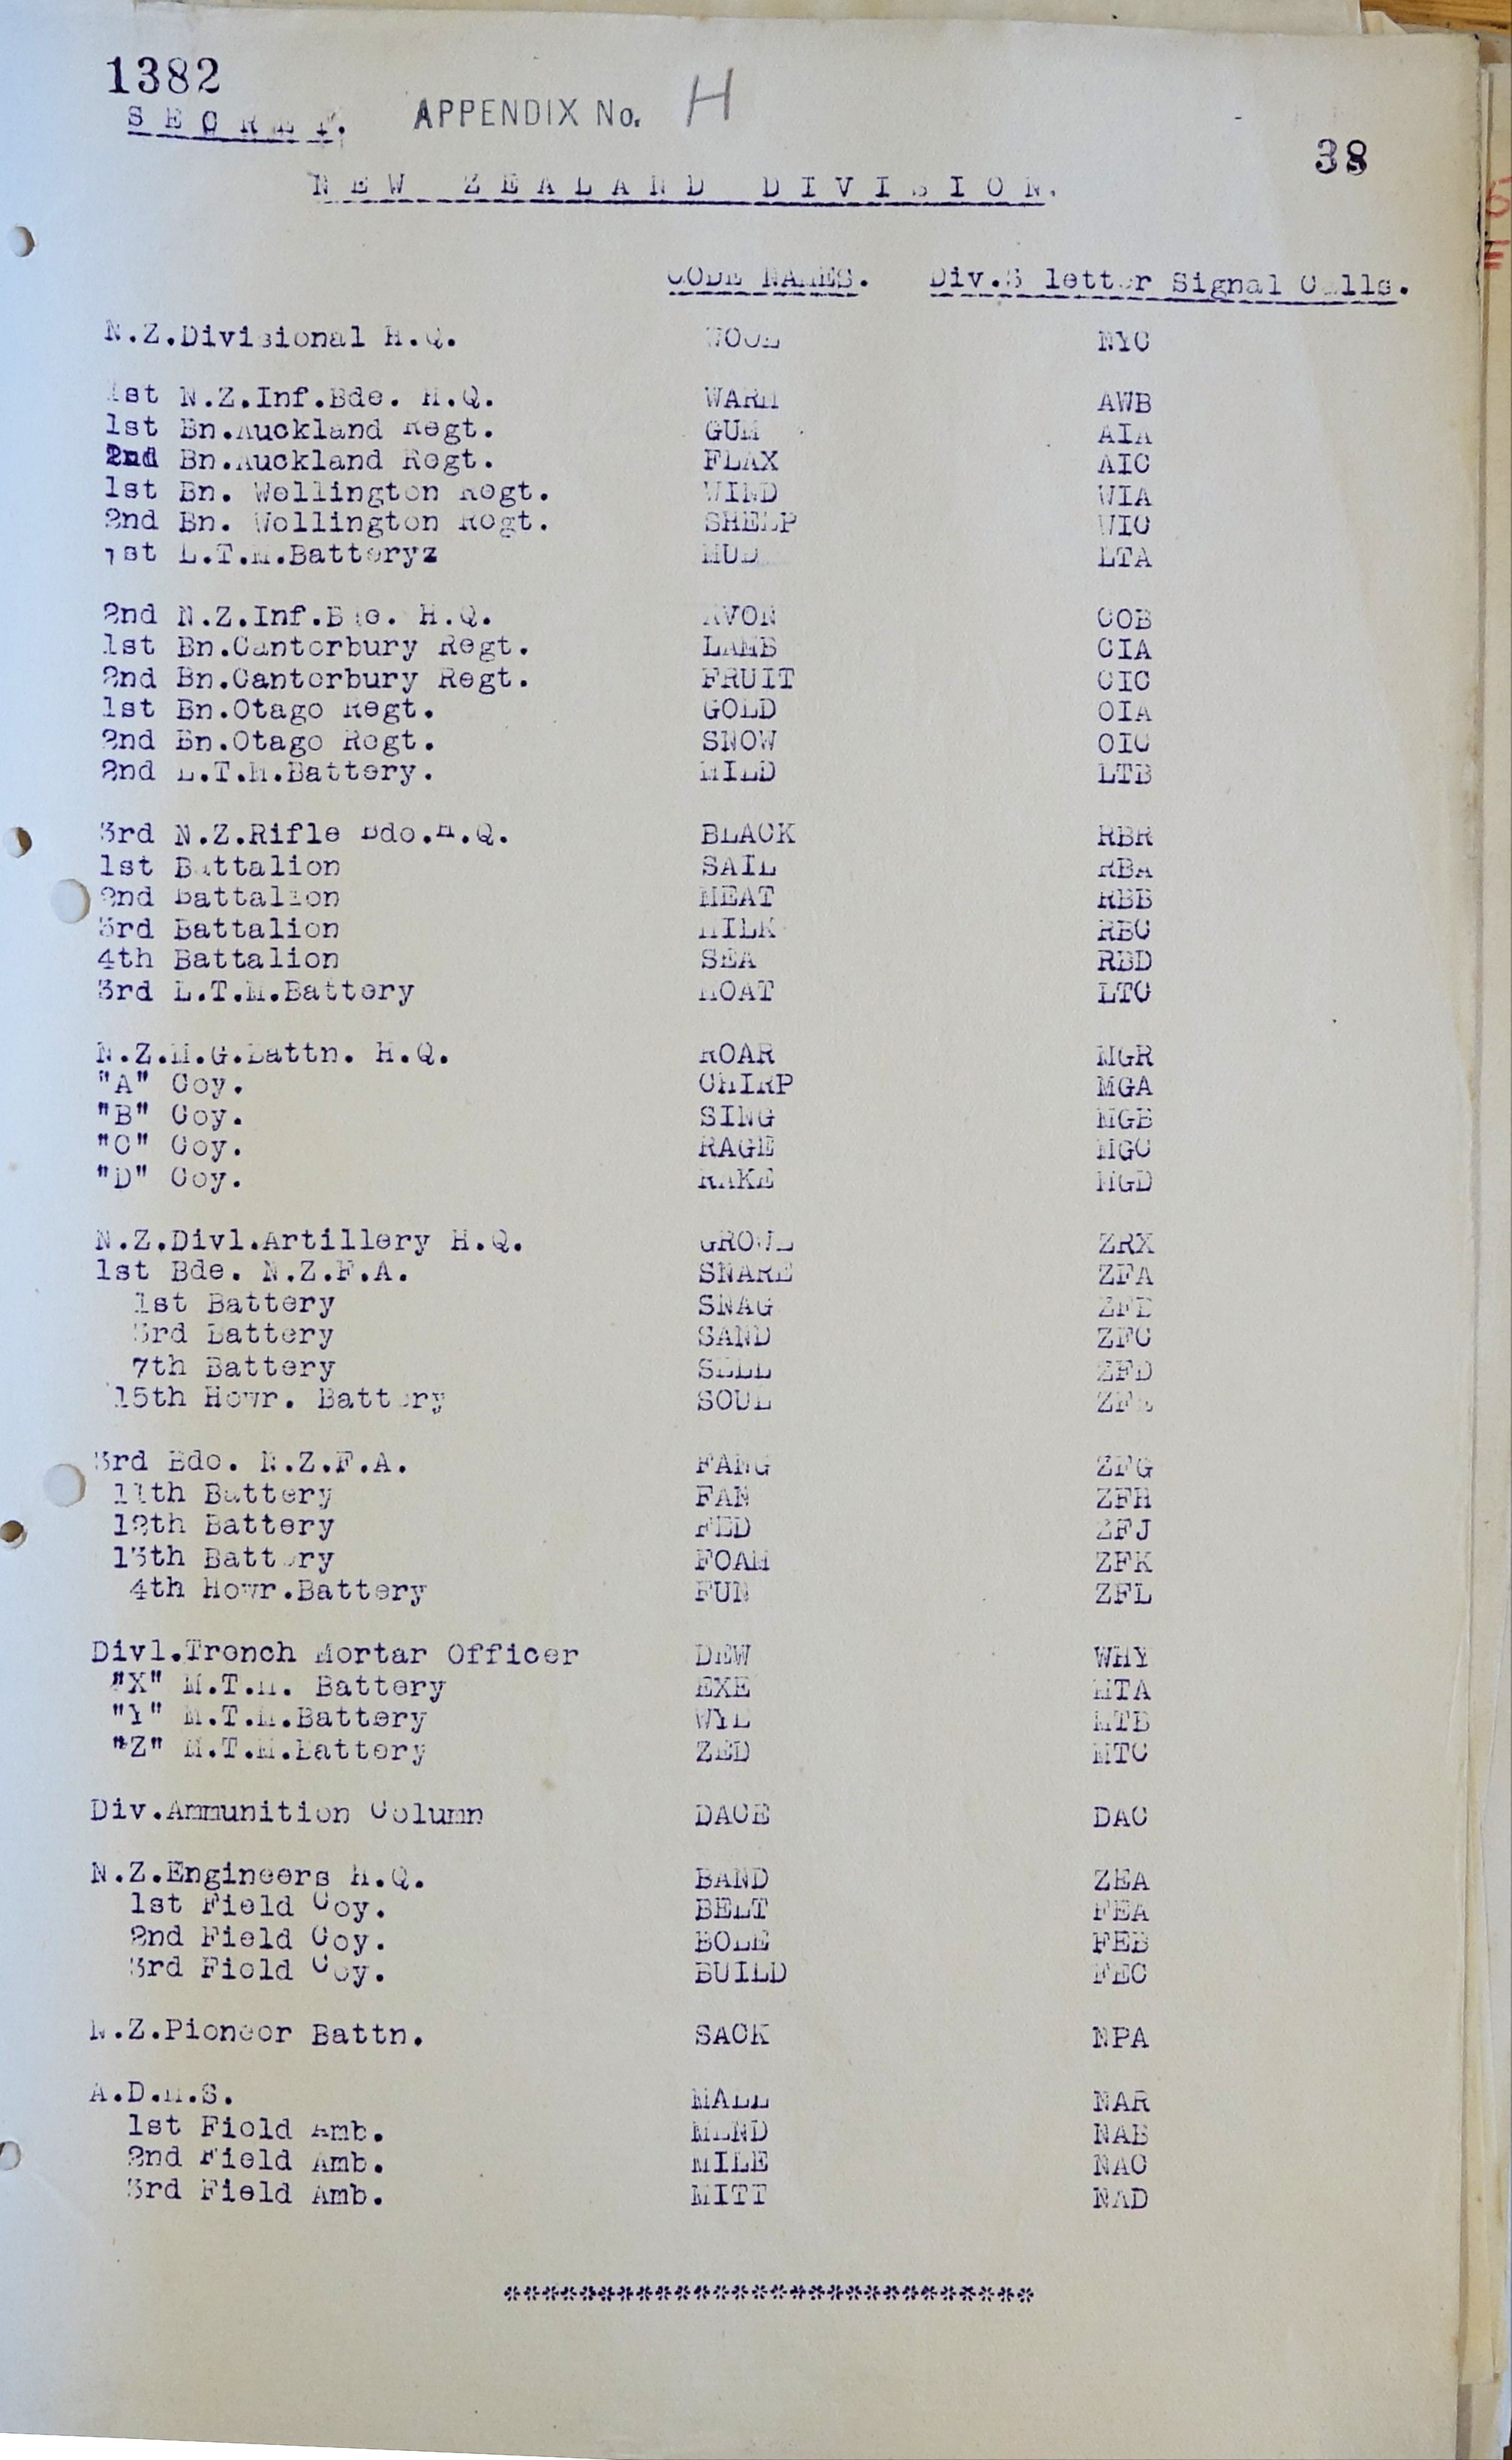 1382
SECRET. APPENDIX No. H
38
NEW ZEALAND DIVISION.
CODE NAMES. Div.3 letter Signal Calls.
N.Z.Divisional H.Q. WOOL NYC
1st N.Z.Inf.Bde. H.Q. WARM AWB
1st Bn.Auckland Regt. GUM AIA
2nd Bn.Auckland Regt. FLAX AIC
1st Bn. Wellington Regt. WIND WIA
2nd Bn. Wellington Regt. SHEEP WIC
1st L.T.M.Batteryz MUD LTA
2nd N.Z.Inf.Bde. H.Q. AVON COB
1st Bn.Canterbury Regt. LAMB CIA
2nd Bn.Canterbury Regt. FRUIT CIC
1st Bn.Otago Regt. GOLD OIA
2nd Bn.Otago Regt. SNOW OIC
2nd L.T.M.Battery. MILD LTB
3rd N.Z.Rifle Bde.H.Q. BLACK RBR
1st Battalion SAIL RBA
2nd Battalion MEAT RBB
3rd Battalion MILK RBC
4th Battalion SEA RBD
3rd L.T.M.Battery MOAT LTC
N.Z.M.G.Battn. H.Q. ROAR MGR
"A" Coy. CHIRP MGA
"B" Coy. SING MGB
"C" Coy. RAGE MGC
"D" Coy. RAKE MGD
N.Z.Divl.Artillery H.Q. GROWL ZRX
1st Bde. N.Z.F.A. SNARE ZFA
1st Battery SNAG
3rd Battery SAND ZFC
7th Battery SELL ZFD
15th Howr. Battery SOUL
3rd Bde. N.Z.F.A. FANG ZFG
11th Battery FAN ZFH
12th Battery FED ZFJ
13th Battery FOAM ZFK
4th Howr.Battery FUN ZFL
Divl.Trench Mortar Officer DEW WHY
"X" M.T.M. Battery EXE MTA
"Y" M.T.M.Battery WYE MTB
"Z" M.T.M.Battery ZED MTC
Div.Ammunition Column DACE DAC
N.Z.Engineers H.Q. BAND ZEA
1st Field Coy. BELT FEA
2nd Field Coy. BOLE FEB
3rd Field Coy. BUILD FEC
N.Z.Pioneer Battn. SACK NPA
A.D.M.S. MALL NAR
1st Field Amb. MEND NAB
2nd Field Amb. MILE NAC
3rd Field Amb. MITT NAD
****************************